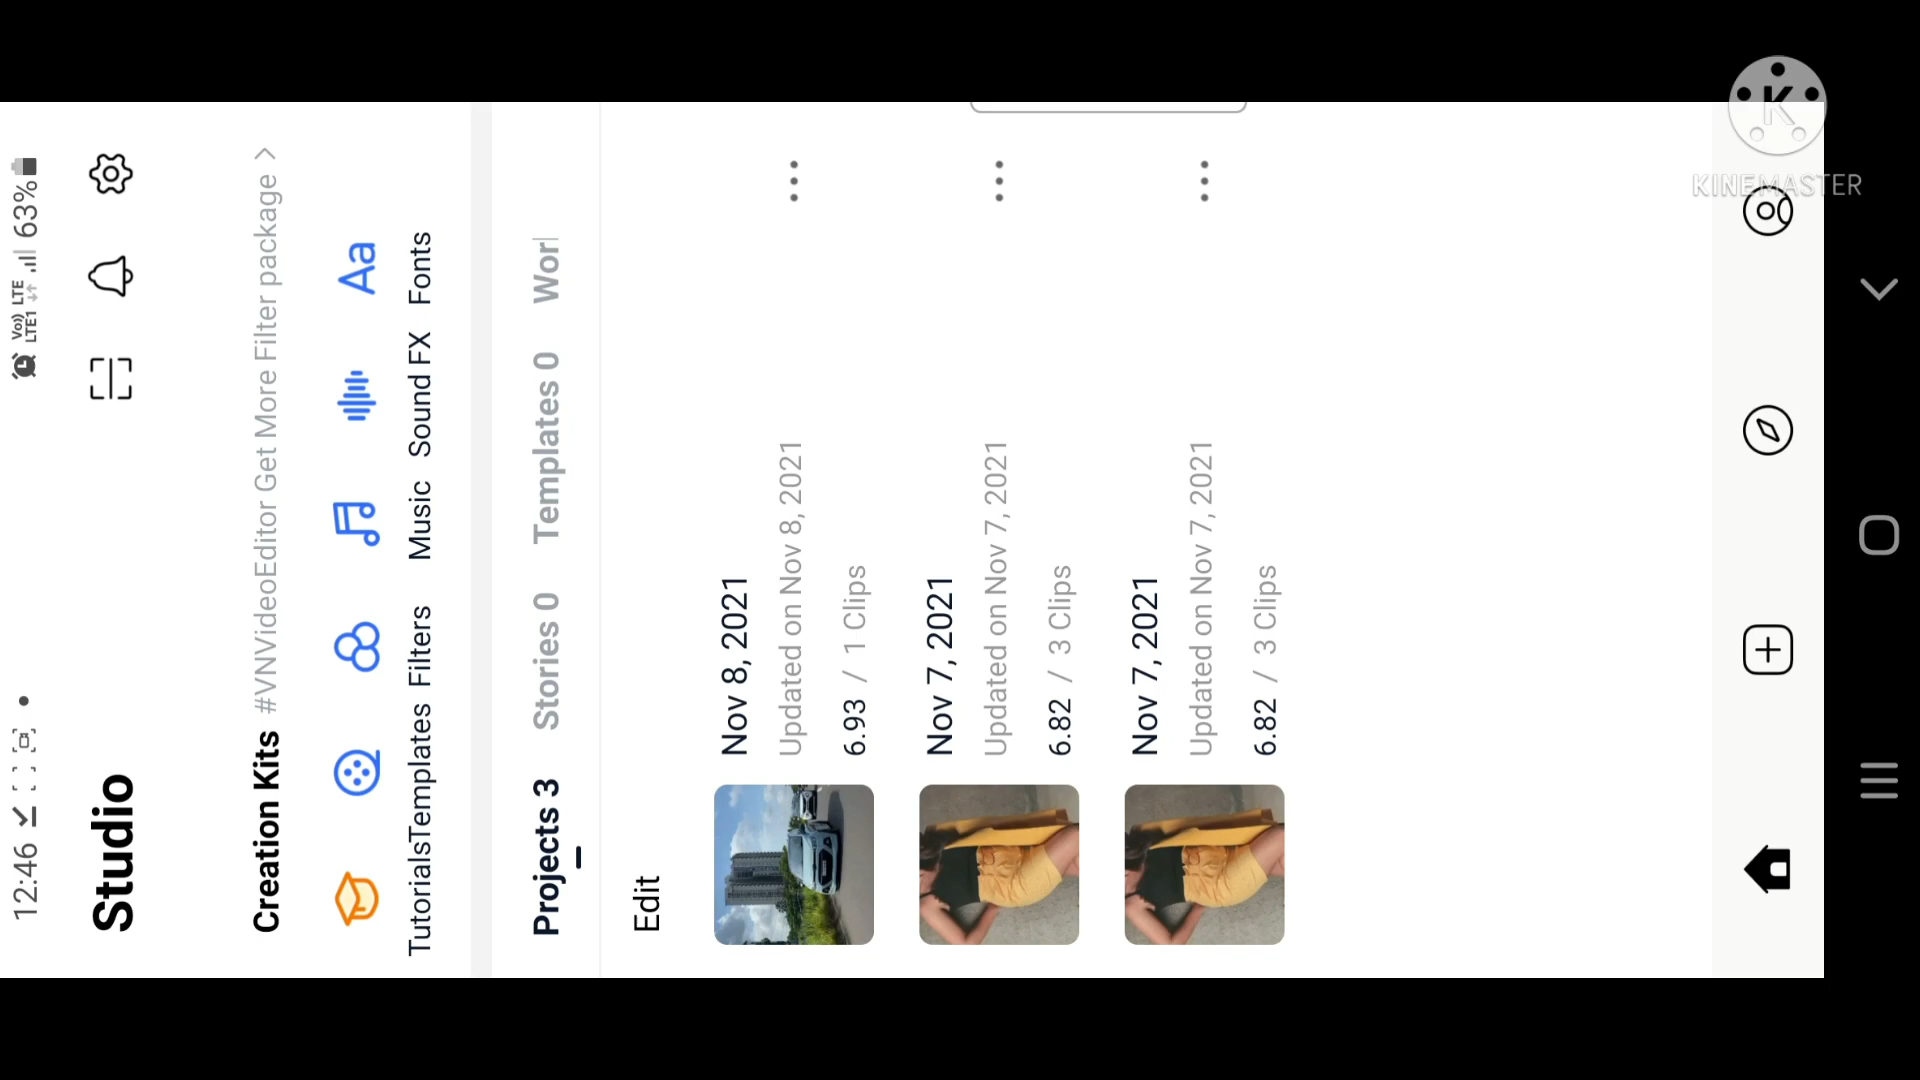 12:46
Vo)) LTE
LTE1
63%
Studio
Creation Kits #VNVideoEditor Get More Filter package >
Tutorials
Templates
Filters
Music
Sound FX
Fonts
Aa
Projects 3
Stories 0
Templates 0
Wor
Edit
Nov 8, 2021
Updated on Nov 8, 2021
6.93 / 1 Clips
Nov 7, 2021
Updated on Nov 7, 2021
6.82 / 3 Clips
Nov 7, 2021
Updated on Nov 7, 2021
6.82 / 3 Clips
K
KINEMASTER